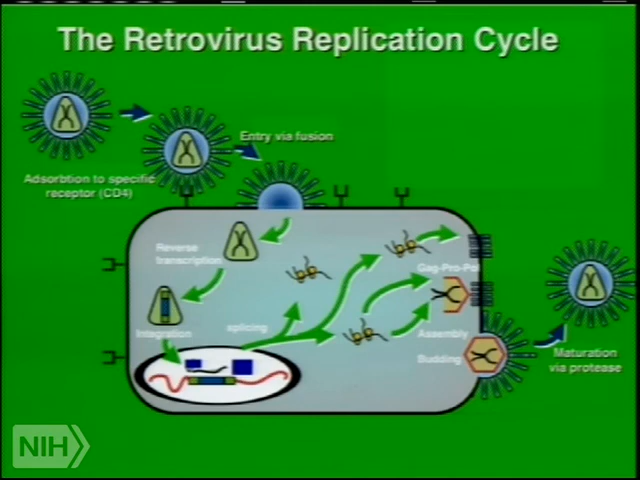 The Retrovirus Replication Cycle
Entry via fusion
Adsorbtion to specific
receptor (CD4)
Reverse
transcription
Gag-Pro-Pol
Integration
splicing
Assembly
Budding
Maturation
via protease
NIH